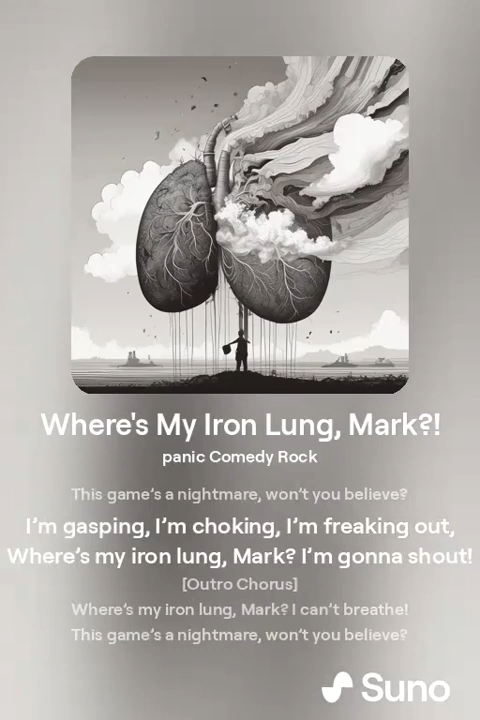 Where's My Iron Lung, Mark?!
panic Comedy Rock
This game's a nightmare, won't you believe?
I'm gasping, I'm choking, I'm freaking out,
Where's my iron lung, Mark? I'm gonna shout!
[Outro Chorus]
Where's my iron lung, Mark? I can't breathe!
This game's a nightmare, won't you believe?
Suno